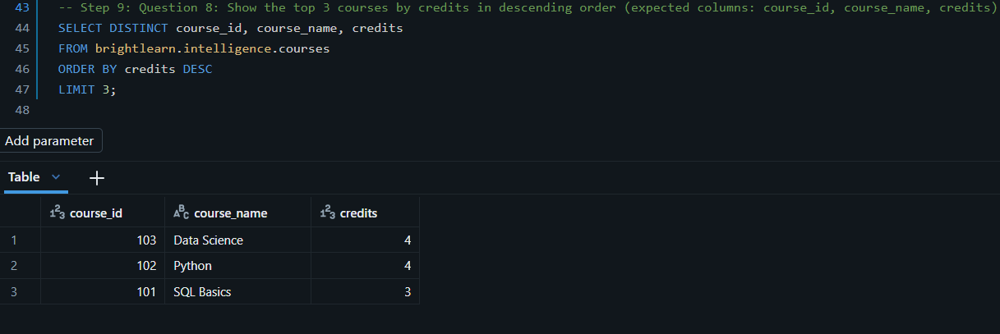 43 -- Step 9: Question 8: Show the top 3 courses by credits in descending order (expected columns: course_id, course_name, credits)
44 SELECT DISTINCT course_id, course_name, credits
45 FROM brightlearn.intelligence.courses
46 ORDER BY credits DESC
47 LIMIT 3;
48
Add parameter
Table +
123 course_id ABC course_name 123 credits
1 103 Data Science 4
2 102 Python 4
3 101 SQL Basics 3